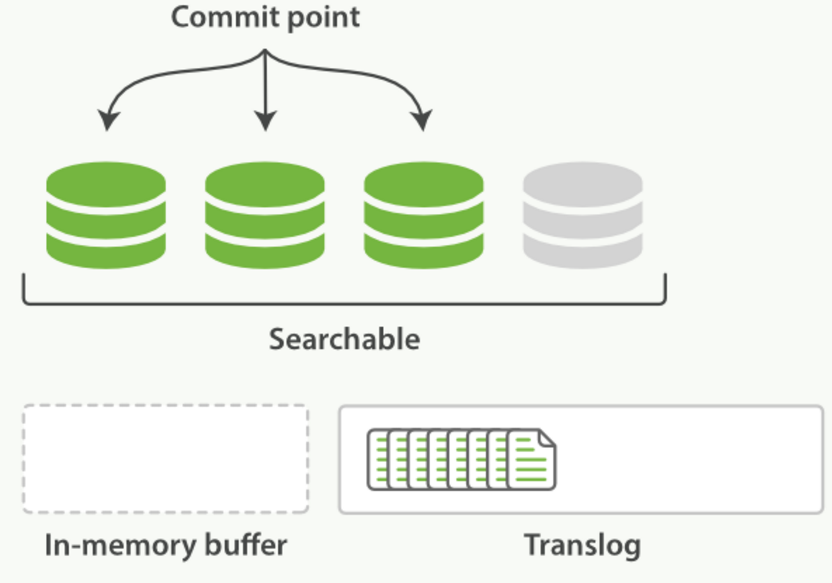 Commit point
Searchable
In-memory buffer
Translog